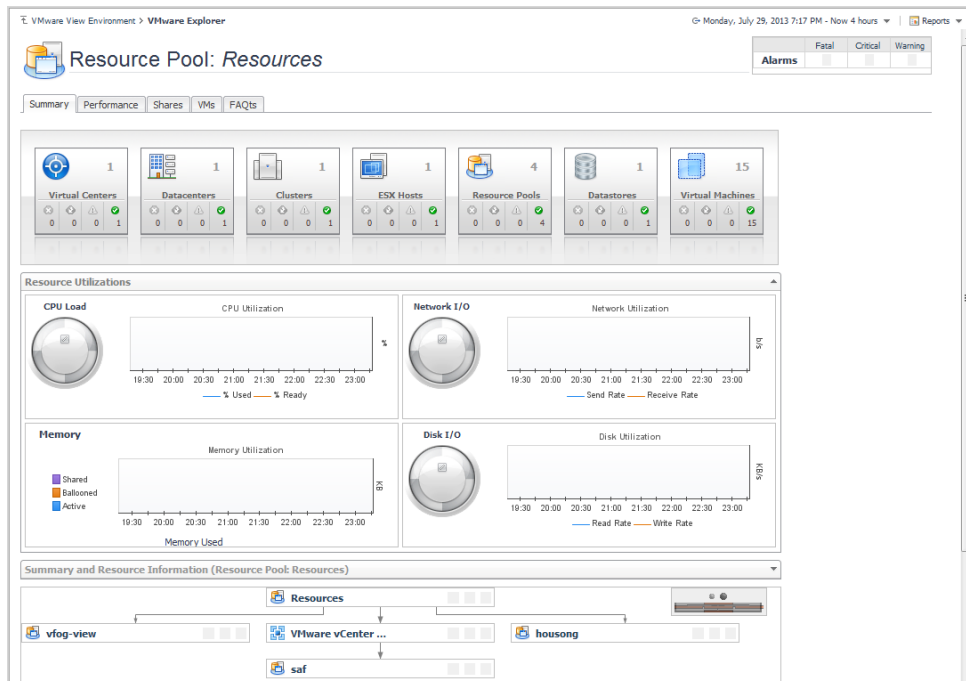 VMware View Environment > VMware Explorer
Monday, July 29, 2013 7:17 PM - Now 4 hours
Reports
Resource Pool: Resources
Fatal Critical Warning
Alarms
Summary Performance Shares VMs FAQts
1 1 1 1 4 1 15
Virtual Centers Datacenters Clusters ESX Hosts Resource Pools Datastores Virtual Machines
0 0 0 1 0 0 0 1 0 0 0 1 0 0 0 1 0 0 0 4 0 0 0 1 0 0 0 15
Resource Utilizations
CPU Load
CPU Utilization
%
19:30 20:00 20:30 21:00 21:30 22:00 22:30 23:00
% Used % Ready
Network I/O
Network Utilization
b/s
19:30 20:00 20:30 21:00 21:30 22:00 22:30 23:00
Send Rate Receive Rate
Memory
Memory Utilization
Shared
Ballooned
Active
KB
19:30 20:00 20:30 21:00 21:30 22:00 22:30 23:00
Memory Used
Disk I/O
Disk Utilization
KB/s
19:30 20:00 20:30 21:00 21:30 22:00 22:30 23:00
Read Rate Write Rate
Summary and Resource Information (Resource Pool: Resources)
Resources
vfog-view VMware vCenter ... housong
saf